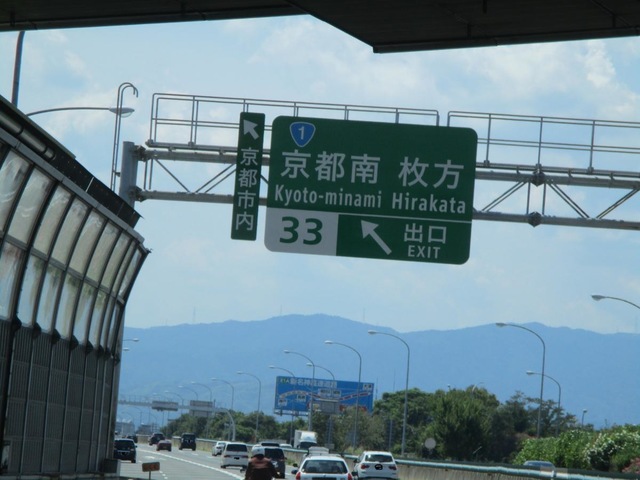 京都市内
1
京都南 枚方
Kyoto-minami Hirakata
33 出口
EXIT